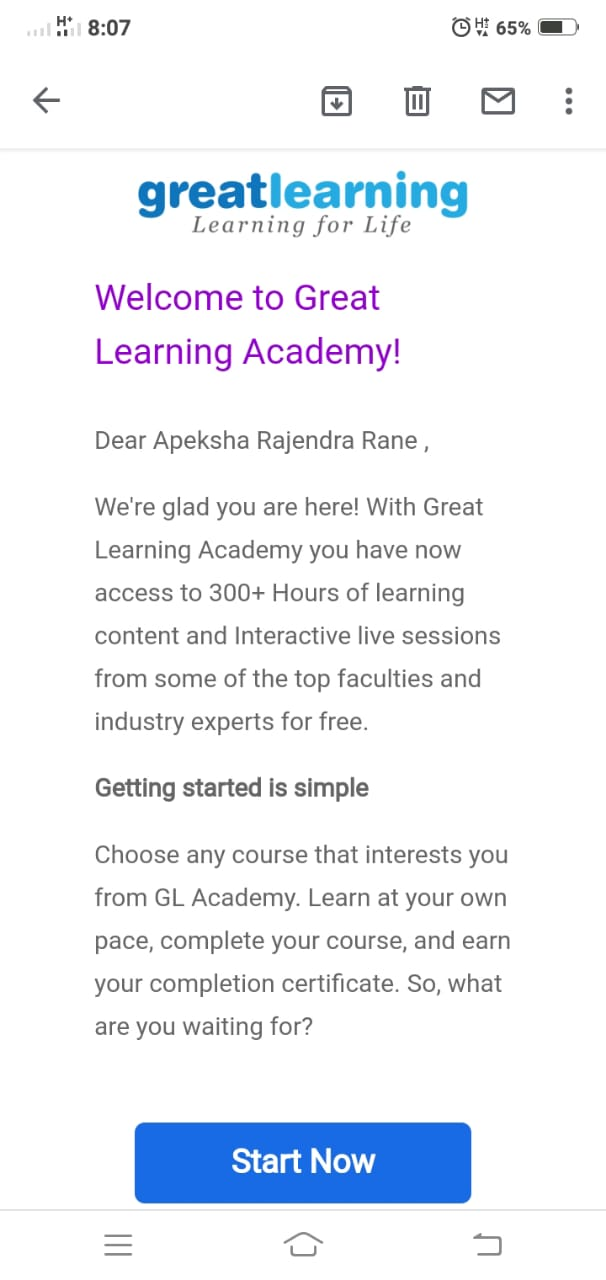 H+ 8:07 65%
greatlearning
Learning for Life
Welcome to Great
Learning Academy!
Dear Apeksha Rajendra Rane ,
We're glad you are here! With Great
Learning Academy you have now
access to 300+ Hours of learning
content and Interactive live sessions
from some of the top faculties and
industry experts for free.
Getting started is simple
Choose any course that interests you
from GL Academy. Learn at your own
pace, complete your course, and earn
your completion certificate. So, what
are you waiting for?
Start Now